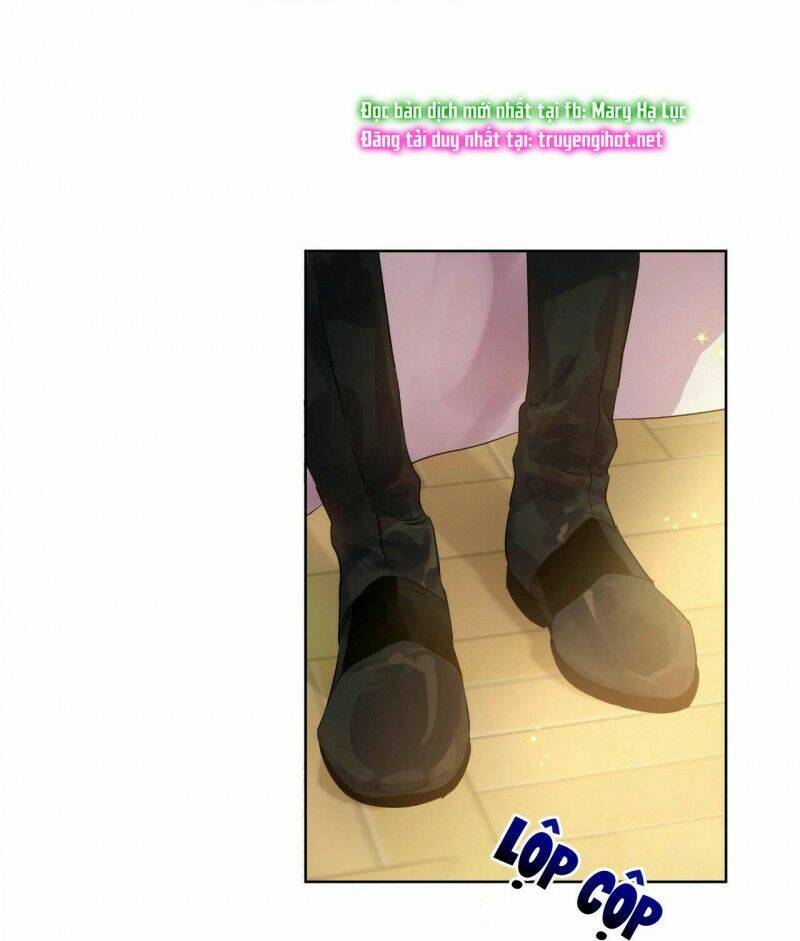 Đọc bản dịch mới nhất tại fb: Mary Hạ Lục
Đăng tải duy nhất tại: truyengihot.net
LỘP CỘP